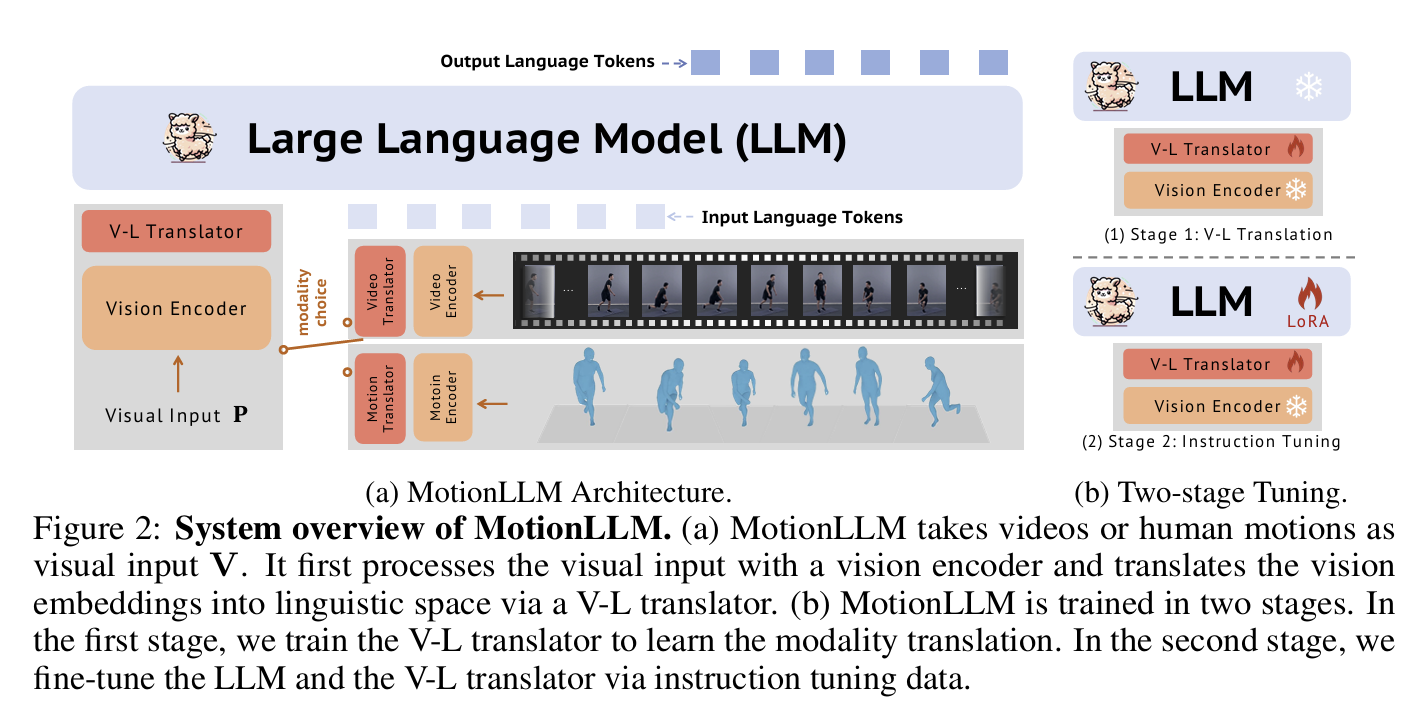 Output Language Tokens
Large Language Model (LLM)
V-L Translator
Vision Encoder
Visual Input P
modality
choice
Input Language Tokens
Video
Translator
Video
Encoder
...
...
Motion
Translator
Motoin
Encoder
(a) MotionLLM Architecture.
LLM
V-L Translator
Vision Encoder
(1) Stage 1: V-L Translation
LLM
LoRA
V-L Translator
Vision Encoder
(2) Stage 2: Instruction Tuning
(b) Two-stage Tuning.
Figure 2: System overview of MotionLLM. (a) MotionLLM takes videos or human motions as
visual input V. It first processes the visual input with a vision encoder and translates the vision
embeddings into linguistic space via a V-L translator. (b) MotionLLM is trained in two stages. In
the first stage, we train the V-L translator to learn the modality translation. In the second stage, we
fine-tune the LLM and the V-L translator via instruction tuning data.